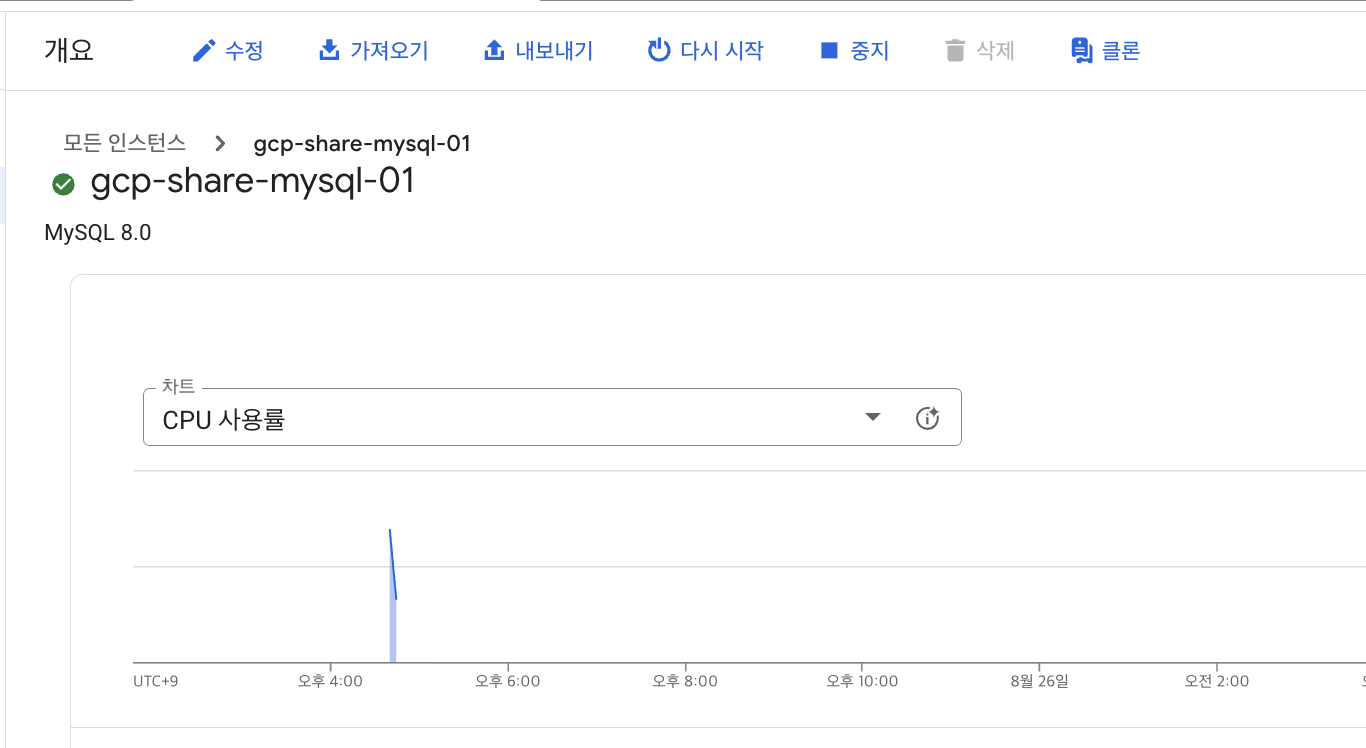 개요 수정 가져오기 내보내기 다시 시작 중지 삭제 클론
모든 인스턴스 gcp-share-mysql-01
gcp-share-mysql-01
MySQL 8.0
차트
CPU 사용률
UTC+9 오후 4:00 오후 6:00 오후 8:00 오후 10:00 8월 26일 오전 2:00